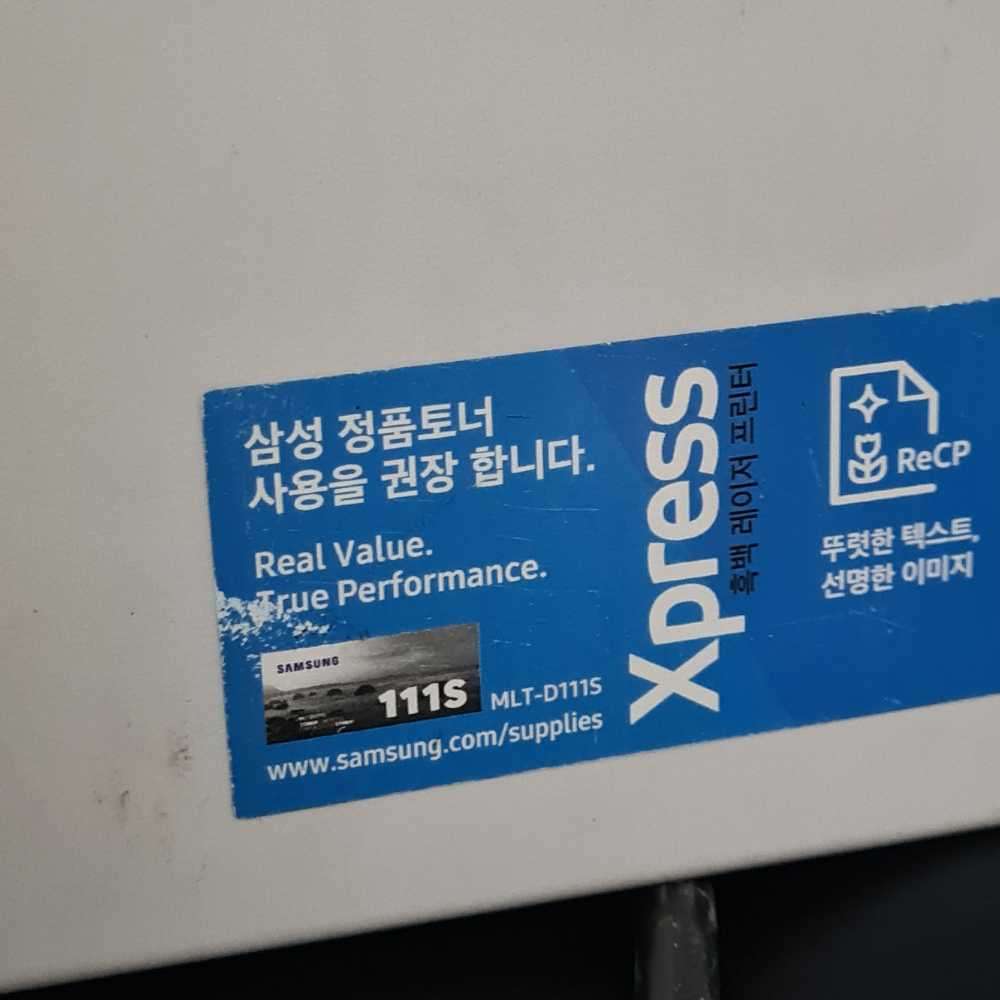 삼성 정품토너
사용을 권장 합니다.
Real Value.
True Performance.
SAMSUNG
111S
MLT-D111S
www.samsung.com/supplies
Xpress
흑백 레이저 프린터
ReCP
뚜렷한 텍스트,
선명한 이미지